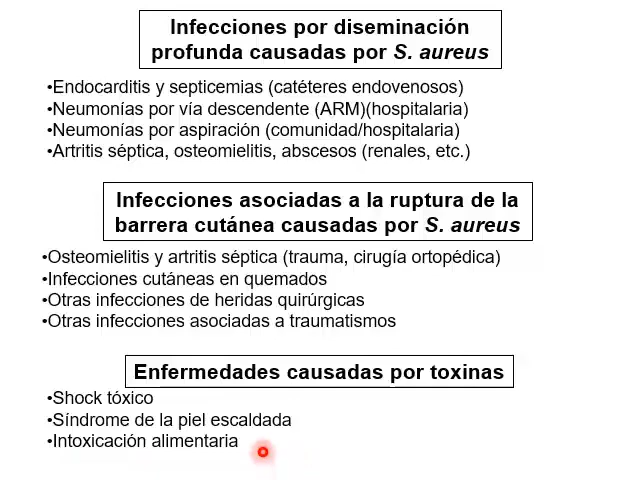 Infecciones por diseminación
profunda causadas por S. aureus
•Endocarditis y septicemias (catéteres endovenosos)
•Neumonías por vía descendente (ARM)(hospitalaria)
•Neumonías por aspiración (comunidad/hospitalaria)
•Artritis séptica, osteomielitis, abscesos (renales, etc.)
Infecciones asociadas a la ruptura de la
barrera cutánea causadas por S. aureus
•Osteomielitis y artritis séptica (trauma, cirugía ortopédica)
•Infecciones cutáneas en quemados
•Otras infecciones de heridas quirúrgicas
•Otras infecciones asociadas a traumatismos
Enfermedades causadas por toxinas
•Shock tóxico
•Síndrome de la piel escaldada
•Intoxicación alimentaria